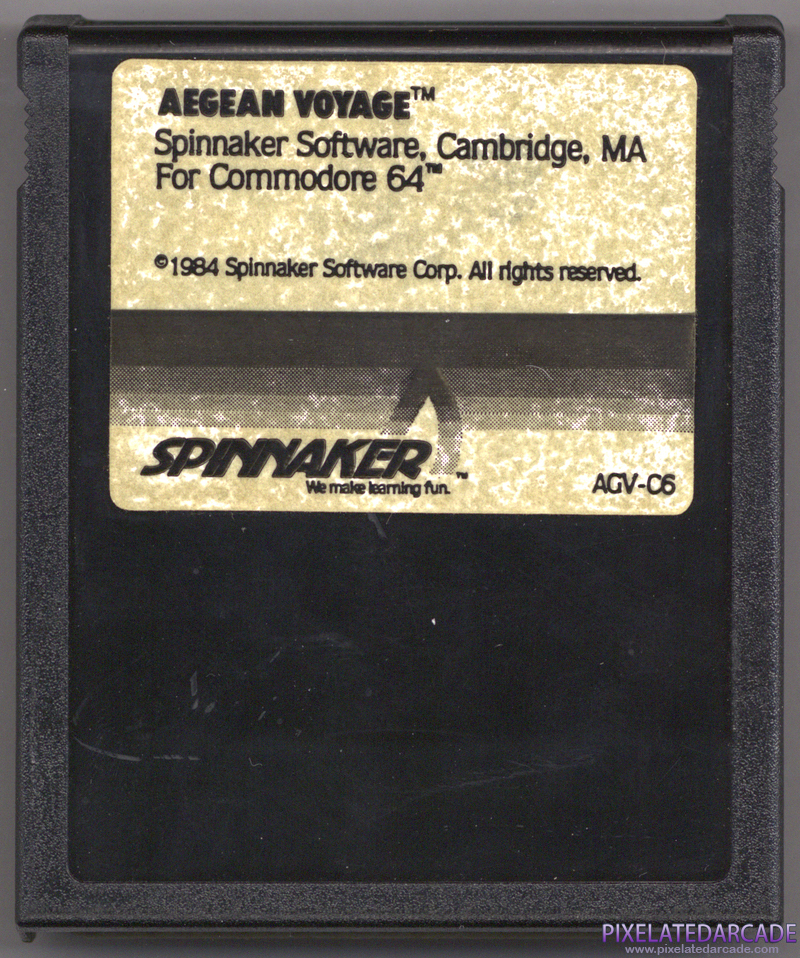 AEGEAN VOYAGE™
Spinnaker Software, Cambridge, MA
For Commodore 64™
©1984 Spinnaker Software Corp. All rights reserved.
SPINNAKER™
We make learning fun.
AGV-C6
PIXELATEDARCADE
www.pixelatedarcade.com